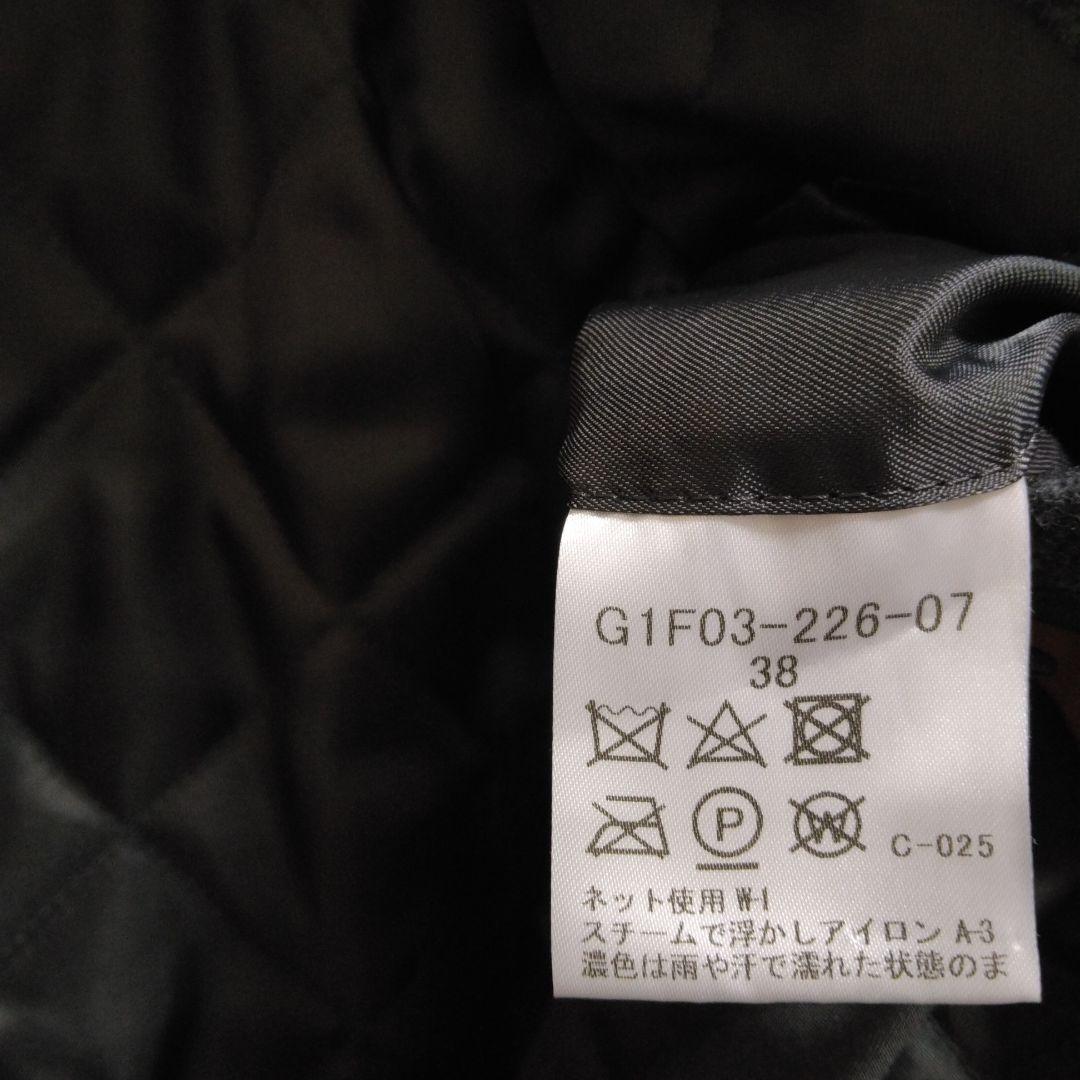 G1F03-226-07
38
P
W
C-025
ネット使用 W-1
スチームで浮かしアイロン A-3
濃色は雨や汗で濡れた状態のま